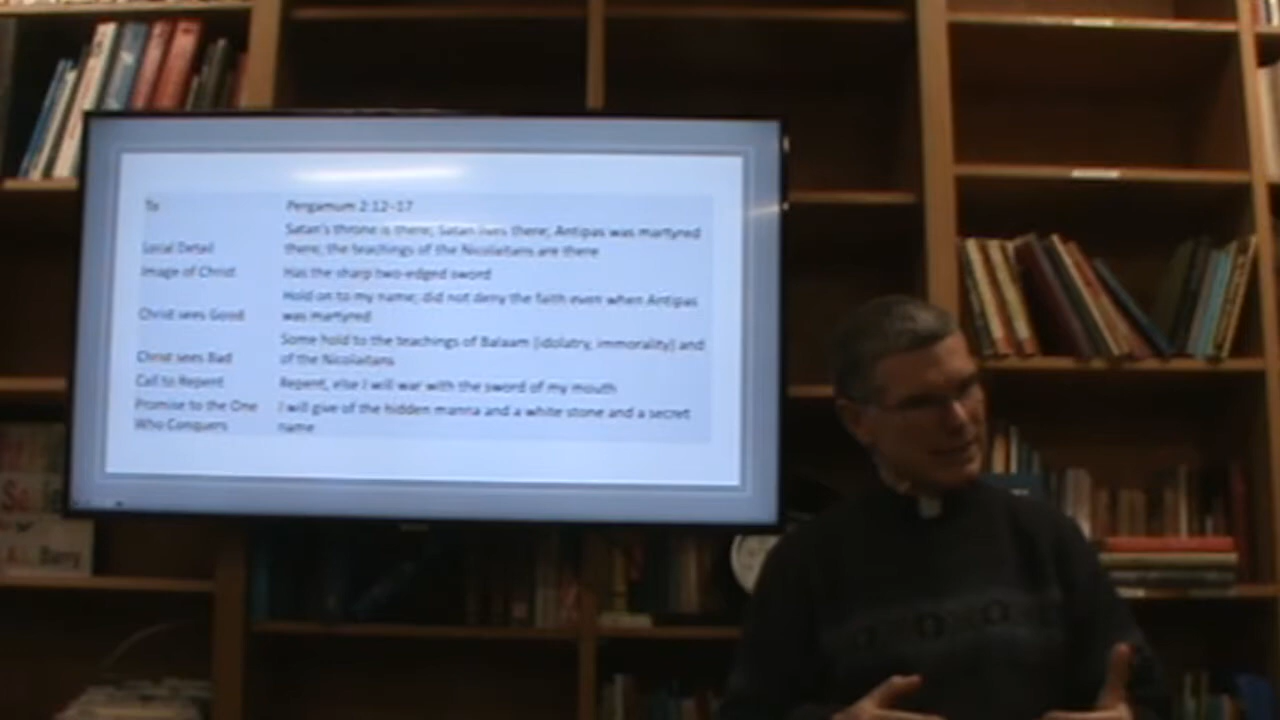 To Pergamum 2:12-17
Satan's throne is there; Satan lives there; Antipas was martyred
Local Detail there; the teachings of the Nicolaitans are there
Image of Christ Has the sharp two-edged sword
Hold on to my name; did not deny the faith even when Antipas
Christ sees Good was martyred
Some hold to the teachings of Balaam (idolatry, immorality) and
Christ sees Bad of the Nicolaitans
Call to Repent Repent, else I will war with the sword of my mouth
Promise to the One I will give of the hidden manna and a white stone and a secret
Who Conquers name
Berry